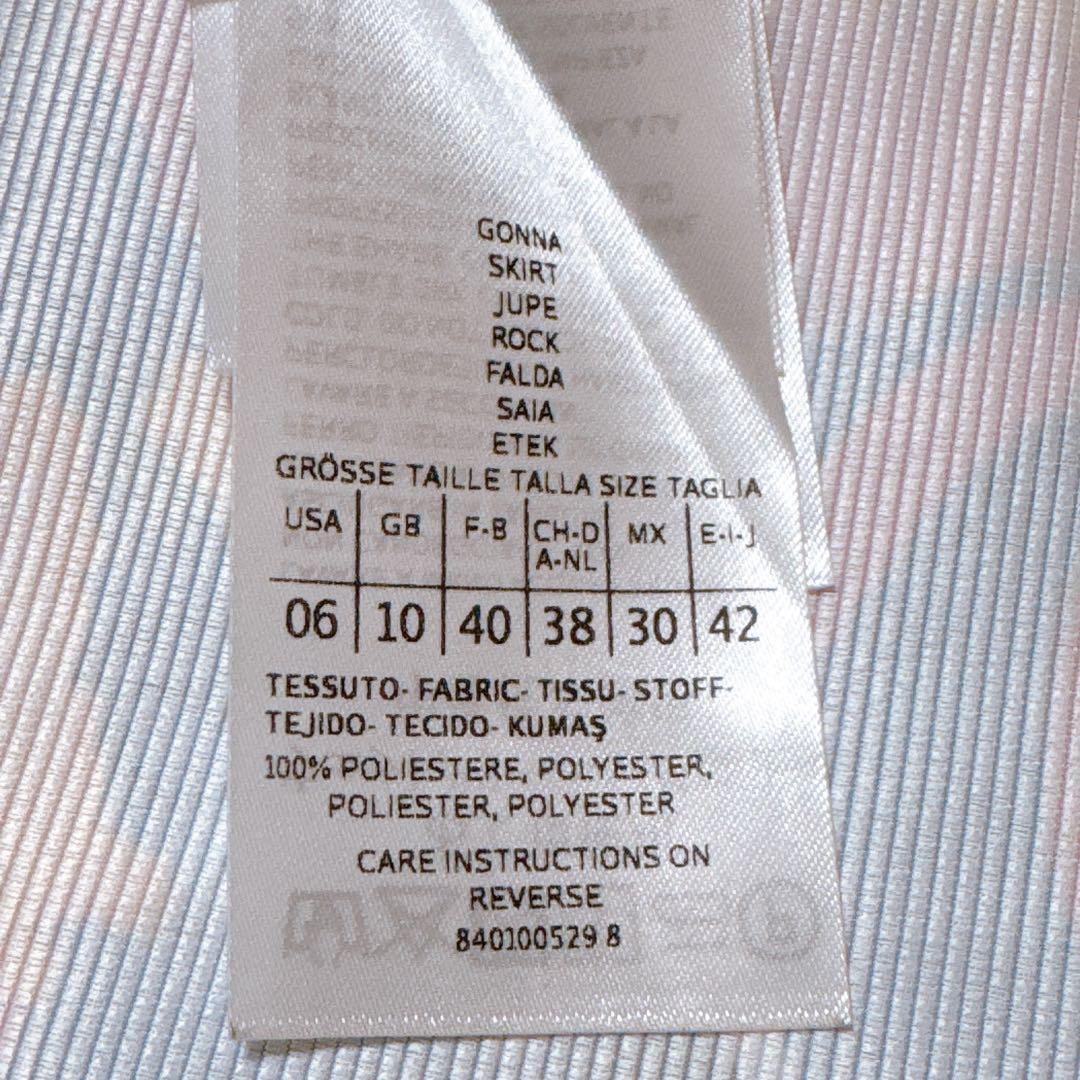 GONNA
SKIRT
JUPE
ROCK
FALDA
SAIA
ETEK
GRÖSSE TAILLE TALLA SIZE TAGLIA
USA GB F-B CH-D A-NL MX E-I-J
06 10 40 38 30 42
TESSUTO- FABRIC- TISSU- STOFF-
TEJIDO- TECIDO- KUMAŞ
100% POLIESTERE, POLYESTER,
POLIESTER, POLYESTER
CARE INSTRUCTIONS ON
REVERSE
840100529 8